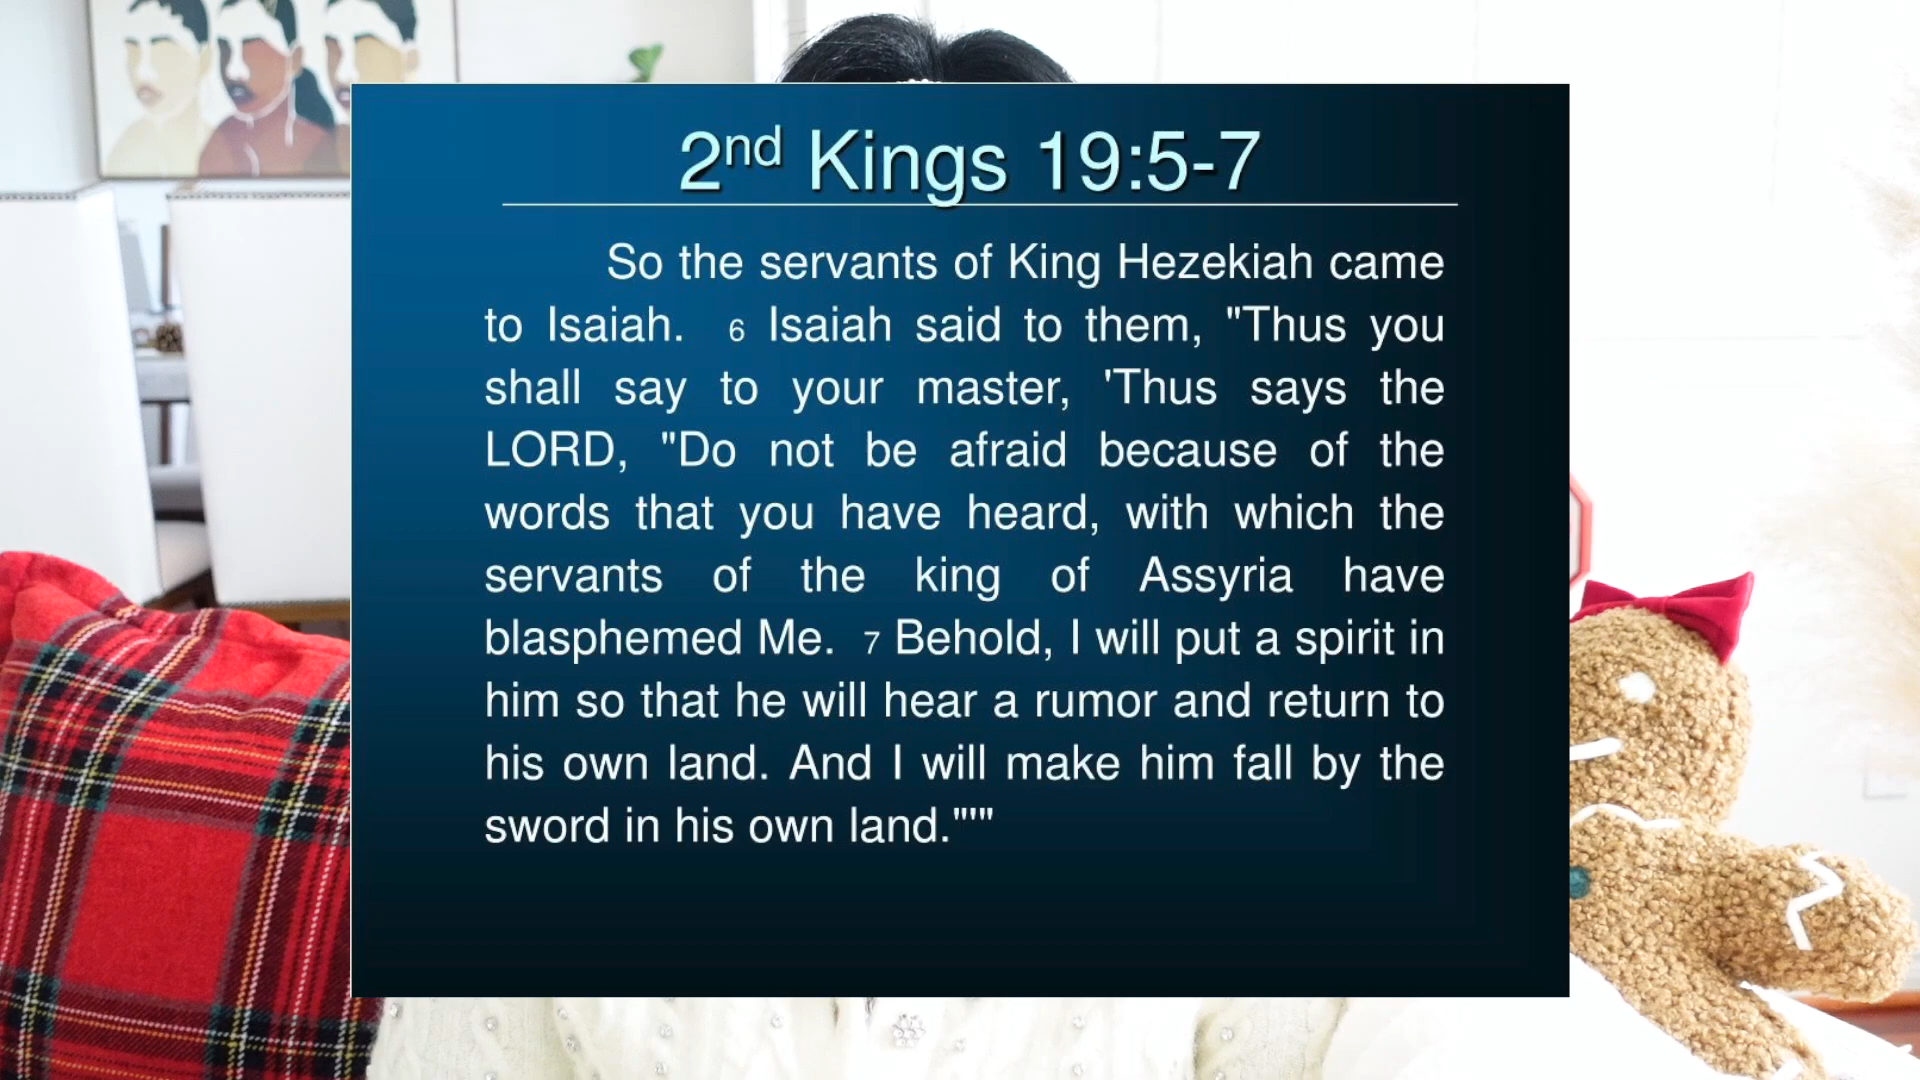 2nd Kings 19:5-7
So the servants of King Hezekiah came
to Isaiah. 6 Isaiah said to them, "Thus you
shall say to your master, 'Thus says the
LORD, "Do not be afraid because of the
words that you have heard, with which the
servants of the king of Assyria have
blasphemed Me. 7 Behold, I will put a spirit in
him so that he will hear a rumor and return to
his own land. And I will make him fall by the
sword in his own land."'"